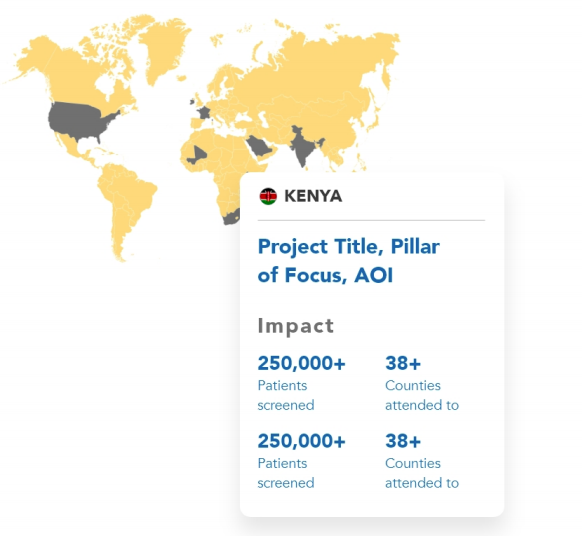 KENYA
Project Title, Pillar
of Focus, AOI
Impact
250,000+ 38+
Patients Counties
screened attended to
250,000+ 38+
Patients Counties
screened attended to